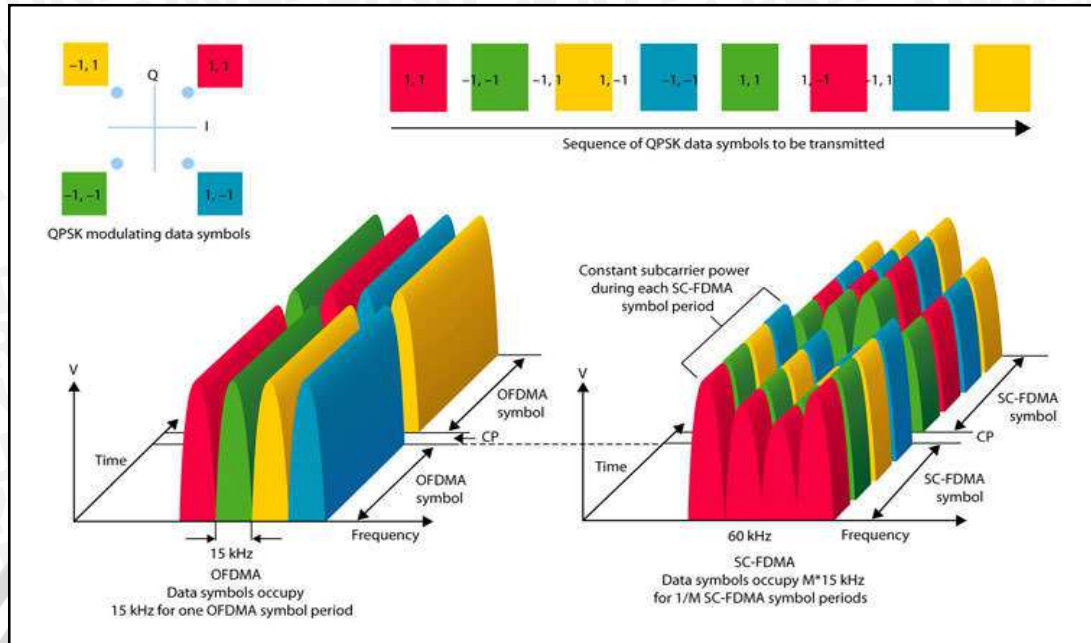 –1, 1
1, 1
Q
I
–1, –1
1, –1
QPSK modulating data symbols
1, 1
–1, –1
–1, 1
1, –1
–1, –1
1, 1
1, –1
–1, 1
Sequence of QPSK data symbols to be transmitted
V
Time
OFDMA
symbol
CP
OFDMA
symbol
Frequency
15 kHz
OFDMA
Data symbols occupy
15 kHz for one OFDMA symbol period
Constant subcarrier power
during each SC-FDMA
symbol period
V
Time
SC-FDMA
symbol
CP
SC-FDMA
symbol
60 kHz
Frequency
SC-FDMA
Data symbols occupy M*15 kHz
for 1/M SC-FDMA symbol periods